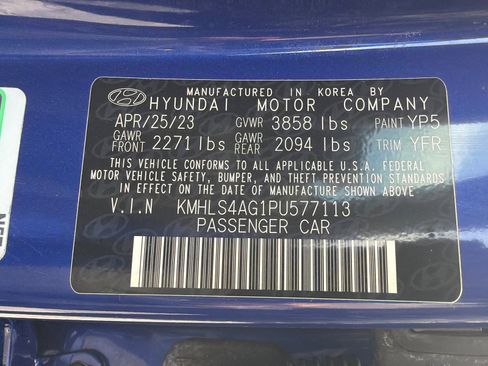 MANUFACTURED IN KOREA BY
HYUNDAI MOTOR COMPANY
APR/25/23 GVWR 3858 lbs PAINT YP5
GAWR FRONT 2271 lbs GAWR REAR 2094 lbs TRIM YFR
THIS VEHICLE CONFORMS TO ALL APPLICABLE U.S.A. FEDERAL
MOTOR VEHICLE SAFETY, BUMPER, AND THEFT PREVENTION
STANDARDS IN EFFECT ON THE DATE OF MANUFACTURE SHOWN ABOVE
V.I.N KMHLS4AG1PU577113
PASSENGER CAR